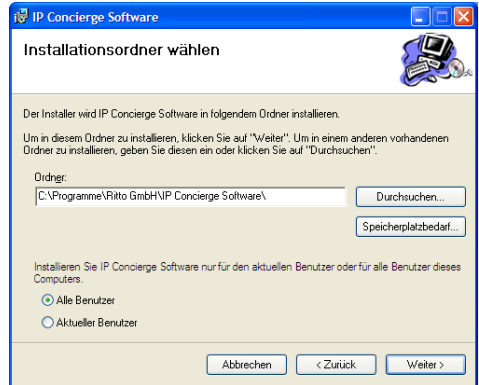 IP Concierge Software
Installationsordner wählen
Der Installer wird IP Concierge Software in folgendem Ordner installieren.
Um in diesem Ordner zu installieren, klicken Sie auf "Weiter". Um in einem anderen vorhandenen
Ordner zu installieren, geben Sie diesen ein oder klicken Sie auf "Durchsuchen".
Ordner:
C:\Programme\Ritto GmbH\IP Concierge Software\
Durchsuchen...
Speicherplatzbedarf...
Installieren Sie IP Concierge Software nur für den aktuellen Benutzer oder für alle Benutzer dieses
Computers.
Alle Benutzer
Aktueller Benutzer
Abbrechen
< Zurück
Weiter >